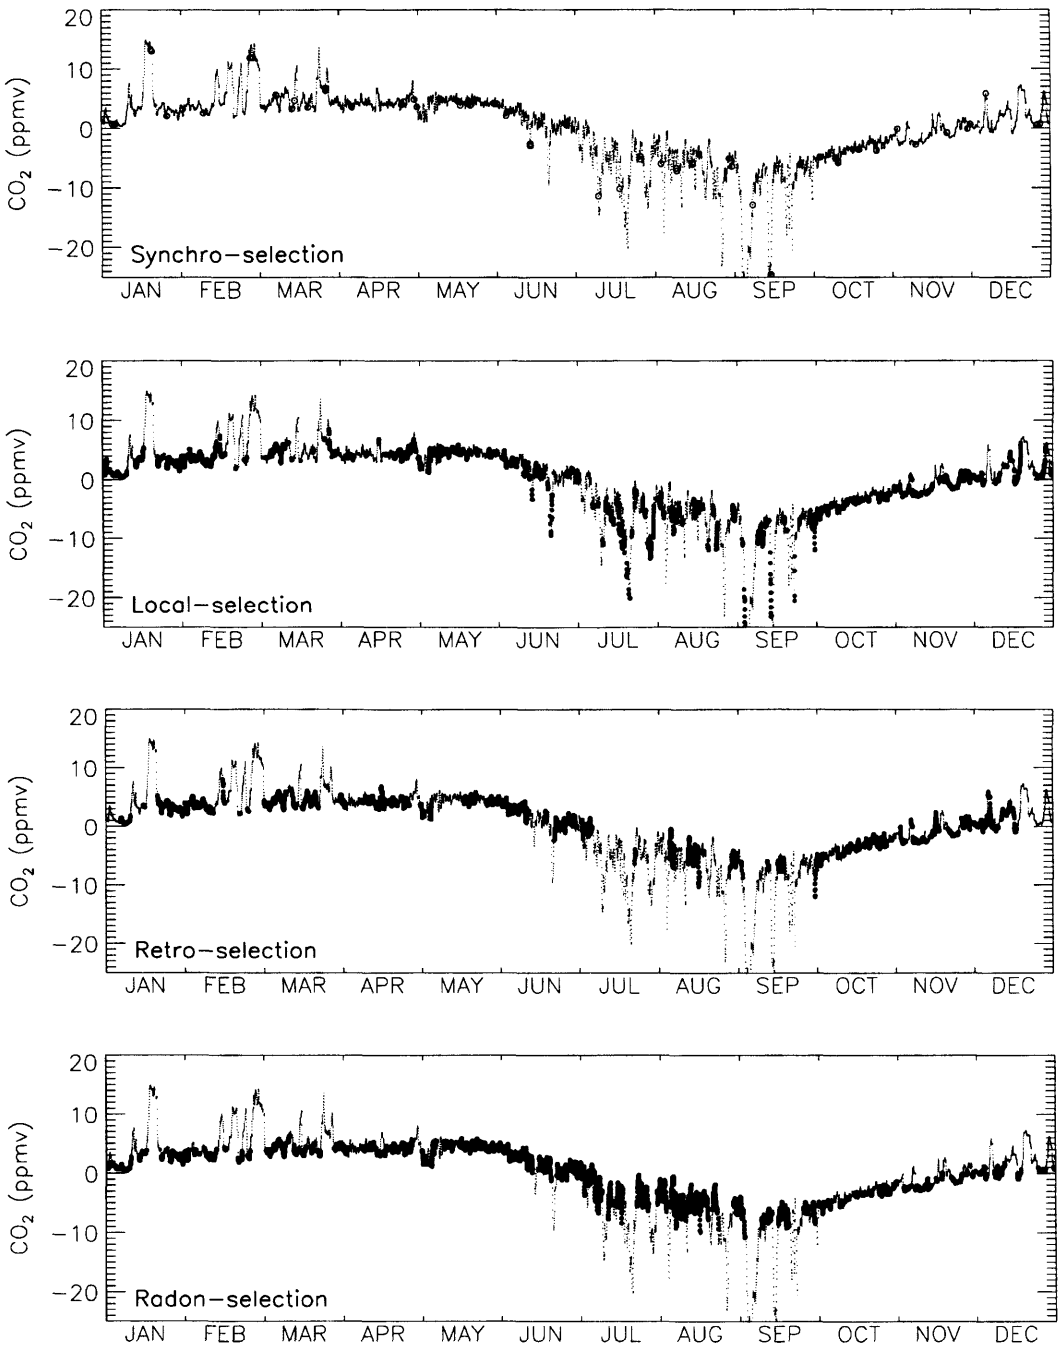 20
10
0
−10
−20
CO₂ (ppmv)
Synchro−selection
JAN FEB MAR APR MAY JUN JUL AUG SEP OCT NOV DEC
20
10
0
−10
−20
CO₂ (ppmv)
Local−selection
JAN FEB MAR APR MAY JUN JUL AUG SEP OCT NOV DEC
20
10
0
−10
−20
CO₂ (ppmv)
Retro−selection
JAN FEB MAR APR MAY JUN JUL AUG SEP OCT NOV DEC
20
10
0
−10
−20
CO₂ (ppmv)
Radon−selection
JAN FEB MAR APR MAY JUN JUL AUG SEP OCT NOV DEC